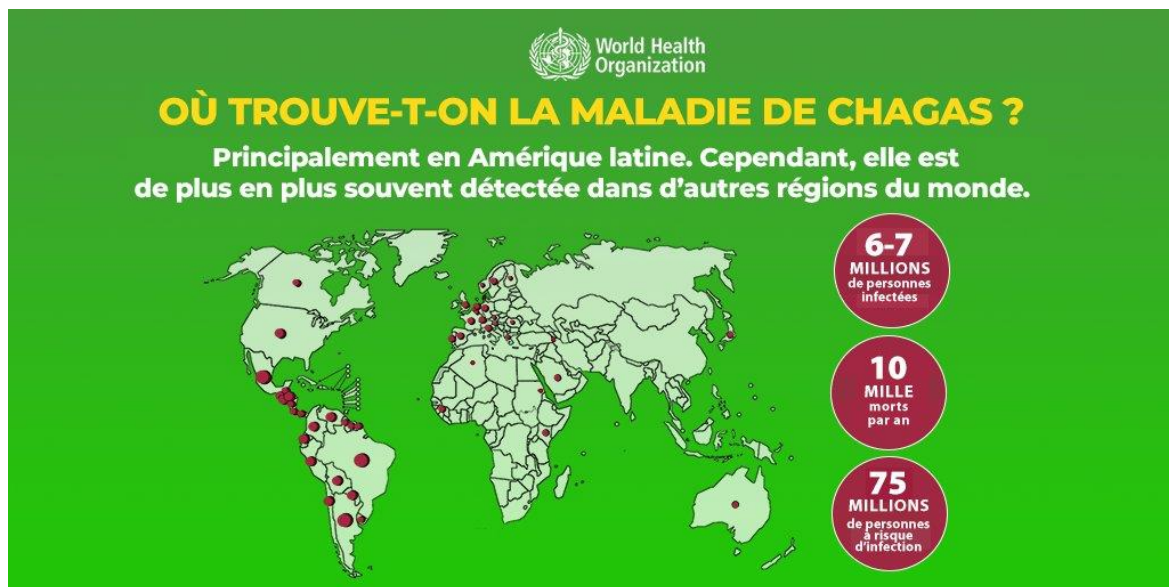 World Health
Organization
OÙ TROUVE-T-ON LA MALADIE DE CHAGAS ?
Principalement en Amérique latine. Cependant, elle est
de plus en plus souvent détectée dans d’autres régions du monde.
6-7
MILLIONS
de personnes
infectées
10
MILLE
morts
par an
75
MILLIONS
de personnes
à risque
d’infection